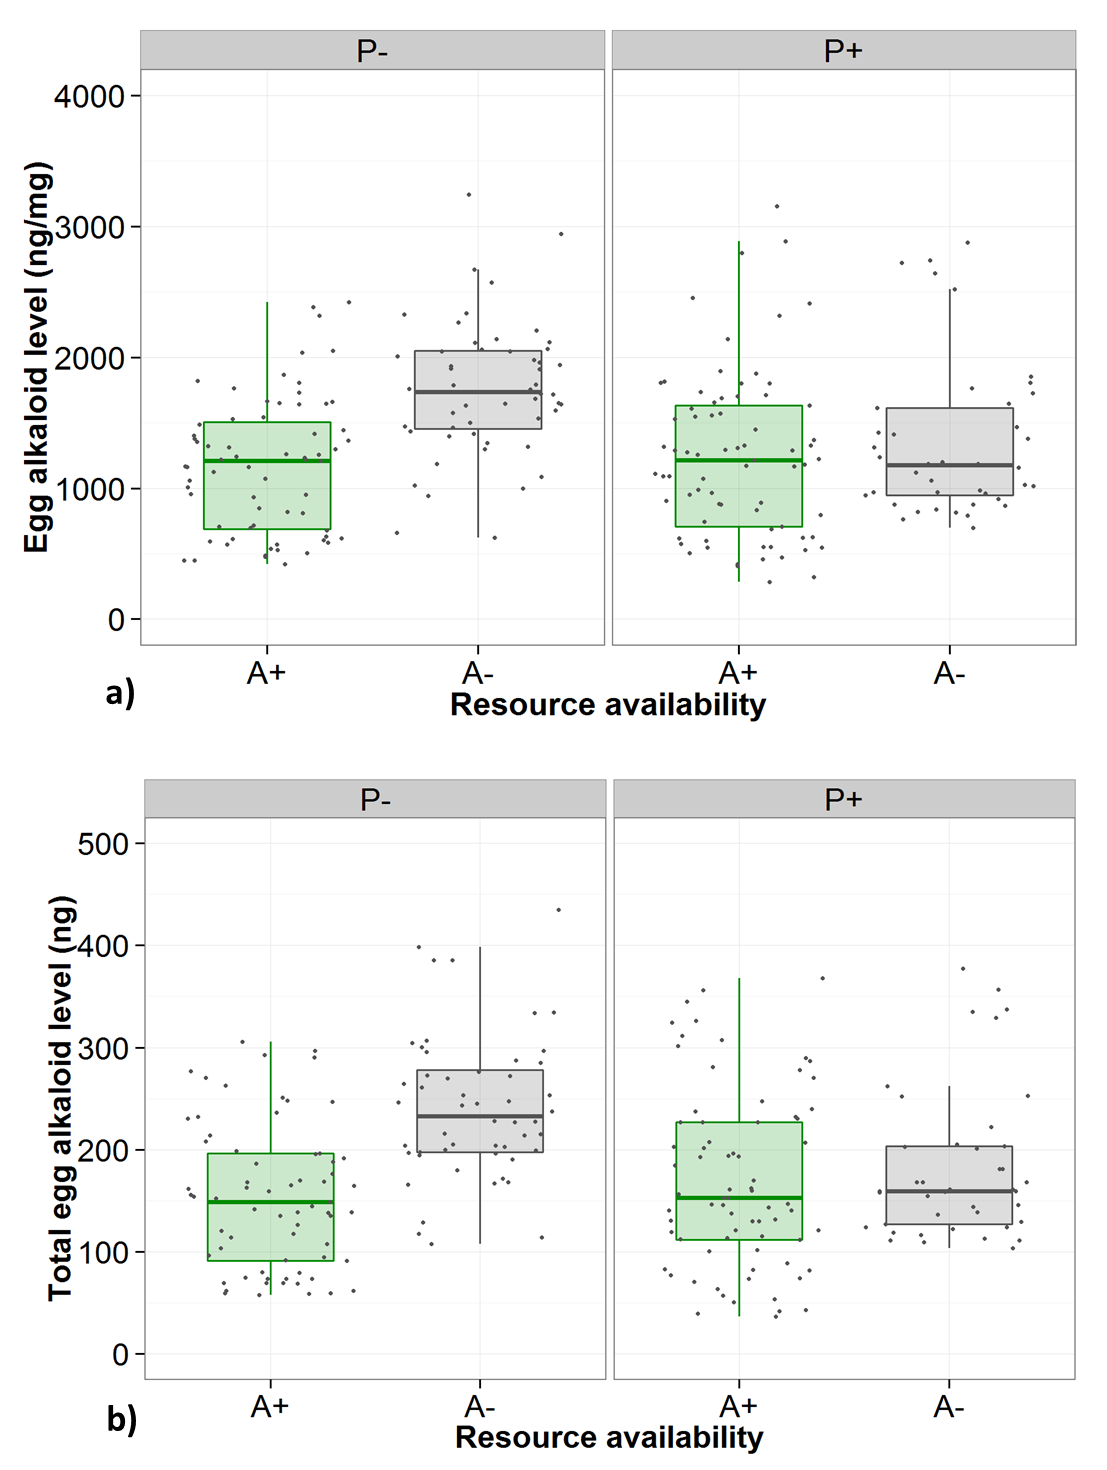 P- P+
4000
3000
2000
1000
0
Egg alkaloid level (ng/mg)
A+ A- A+ A-
a)
Resource availability
P- P+
500
400
300
200
100
0
Total egg alkaloid level (ng)
A+ A- A+ A-
b)
Resource availability